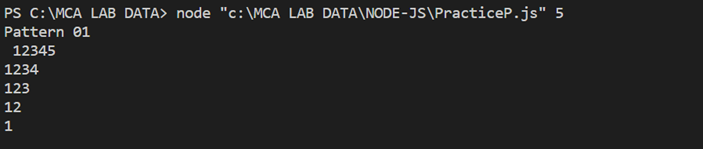 PS C:\MCA LAB DATA> node "c:\MCA LAB DATA\NODE-JS\PracticeP.js" 5
Pattern 01
 12345
1234
123
12
1